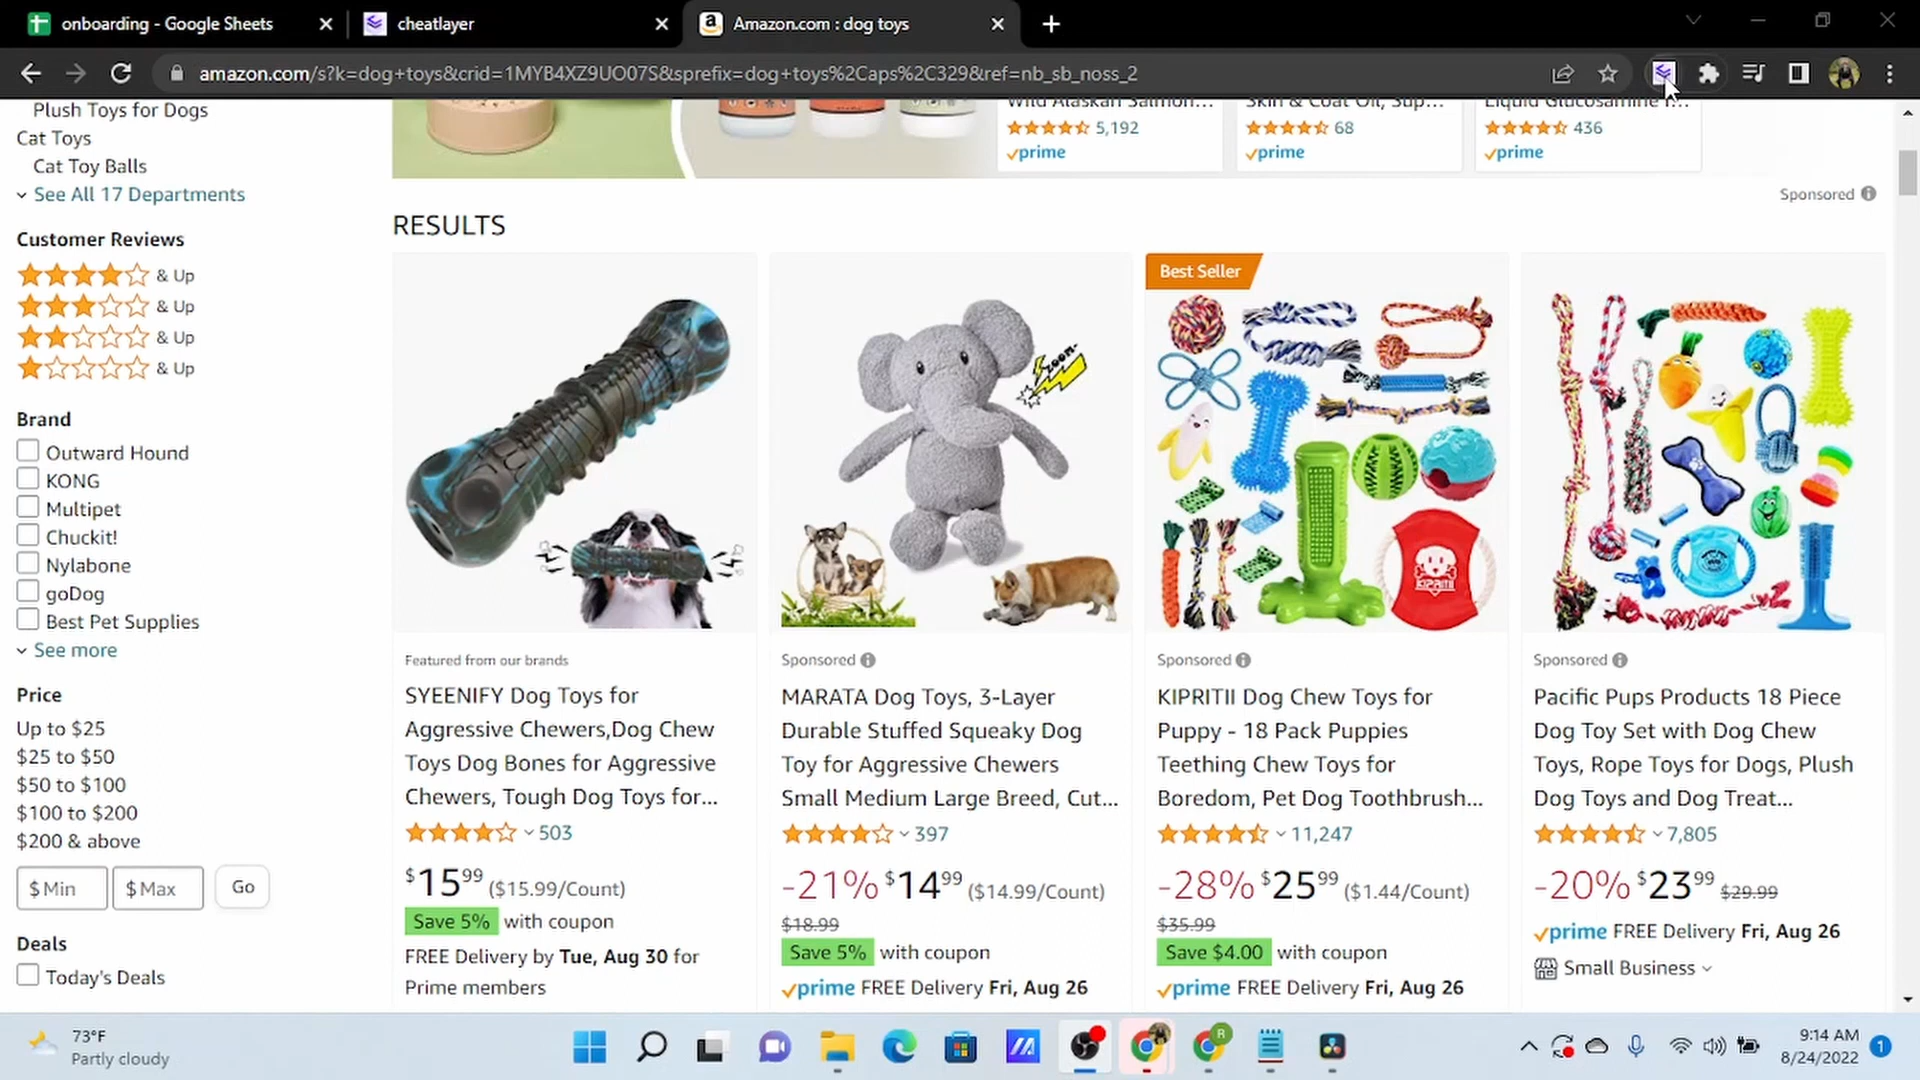 onboarding - Google Sheets
cheatlayer
Amazon.com : dog toys
amazon.com/s?k=dog+toys&crid=1MYB4XZ9UO07S&sprefix=dog+toys%2Caps%2C329&ref=nb_sb_noss_2
Plush Toys for Dogs
Cat Toys
Cat Toy Balls
See All 17 Departments
Customer Reviews
& Up
& Up
& Up
& Up
Brand
Outward Hound
KONG
Multipet
Chuckit!
Nylabone
goDog
Best Pet Supplies
See more
Price
Up to $25
$25 to $50
$50 to $100
$100 to $200
$200 & above
$ Min
$ Max
Go
Deals
Today's Deals
Wild Alaskan Salmon...
5,192
prime
Skin & Coat Oil, Sup...
68
prime
Liquid Glucosamine f...
436
prime
Sponsored
RESULTS
Featured from our brands
SYEENIFY Dog Toys for
Aggressive Chewers,Dog Chew
Toys Dog Bones for Aggressive
Chewers, Tough Dog Toys for...
503
$15.99 ($15.99/Count)
Save 5% with coupon
FREE Delivery by Tue, Aug 30 for
Prime members
ZOOM~
Sponsored
MARATA Dog Toys, 3-Layer
Durable Stuffed Squeaky Dog
Toy for Aggressive Chewers
Small Medium Large Breed, Cut...
397
-21% $14.99 ($14.99/Count)
$18.99
Save 5% with coupon
prime FREE Delivery Fri, Aug 26
Best Seller
KIPRITII
Sponsored
KIPRITII Dog Chew Toys for
Puppy - 18 Pack Puppies
Teething Chew Toys for
Boredom, Pet Dog Toothbrush...
11,247
-28% $25.99 ($1.44/Count)
$35.99
Save $4.00 with coupon
prime FREE Delivery Fri, Aug 26
Sponsored
Pacific Pups Products 18 Piece
Dog Toy Set with Dog Chew
Toys, Rope Toys for Dogs, Plush
Dog Toys and Dog Treat...
7,805
-20% $23.99 $29.99
prime FREE Delivery Fri, Aug 26
Small Business
73°F
Partly cloudy
R
9:14 AM
8/24/2022
1